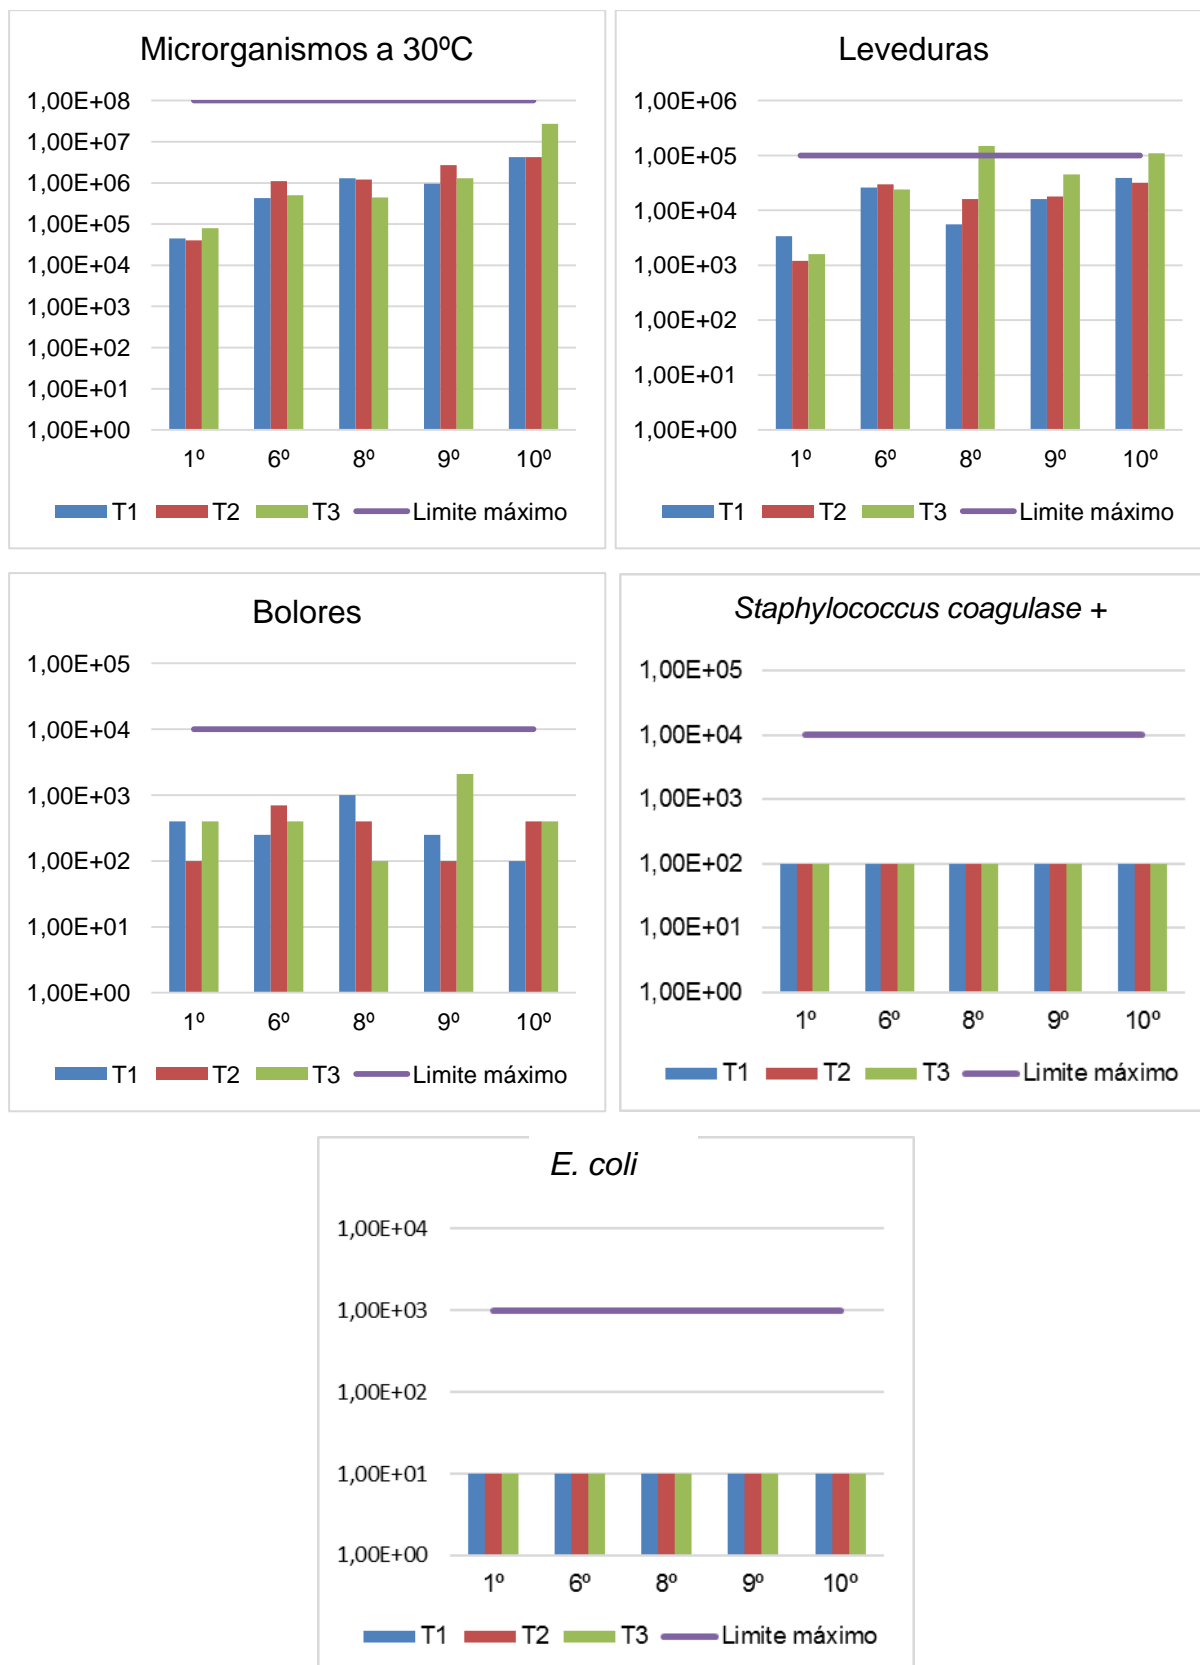 Microrganismos a 30ºC
1,00E+08
1,00E+07
1,00E+06
1,00E+05
1,00E+04
1,00E+03
1,00E+02
1,00E+01
1,00E+00
1º 6º 8º 9º 10º
T1 T2 T3 Limite máximo
Leveduras
1,00E+06
1,00E+05
1,00E+04
1,00E+03
1,00E+02
1,00E+01
1,00E+00
1º 6º 8º 9º 10º
T1 T2 T3 Limite máximo
Bolores
1,00E+05
1,00E+04
1,00E+03
1,00E+02
1,00E+01
1,00E+00
1º 6º 8º 9º 10º
T1 T2 T3 Limite máximo
Staphylococcus coagulase +
1,00E+05
1,00E+04
1,00E+03
1,00E+02
1,00E+01
1,00E+00
1º 6º 8º 9º 10º
T1 T2 T3 Limite máximo
E. coli
1,00E+04
1,00E+03
1,00E+02
1,00E+01
1,00E+00
1º 6º 8º 9º 10º
T1 T2 T3 Limite máximo